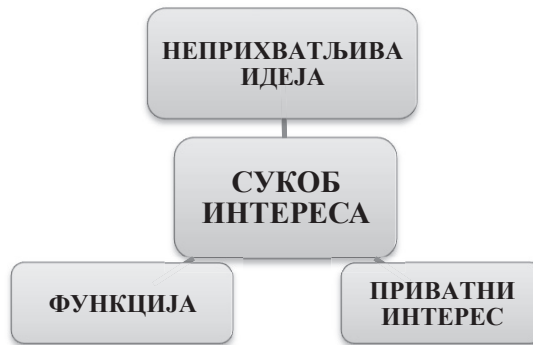 НЕПРИХВАТЉИВА
ИДЕЈА
СУКОБ
ИНТЕРЕСА
ФУНКЦИЈА
ПРИВАТНИ
ИНТЕРЕС